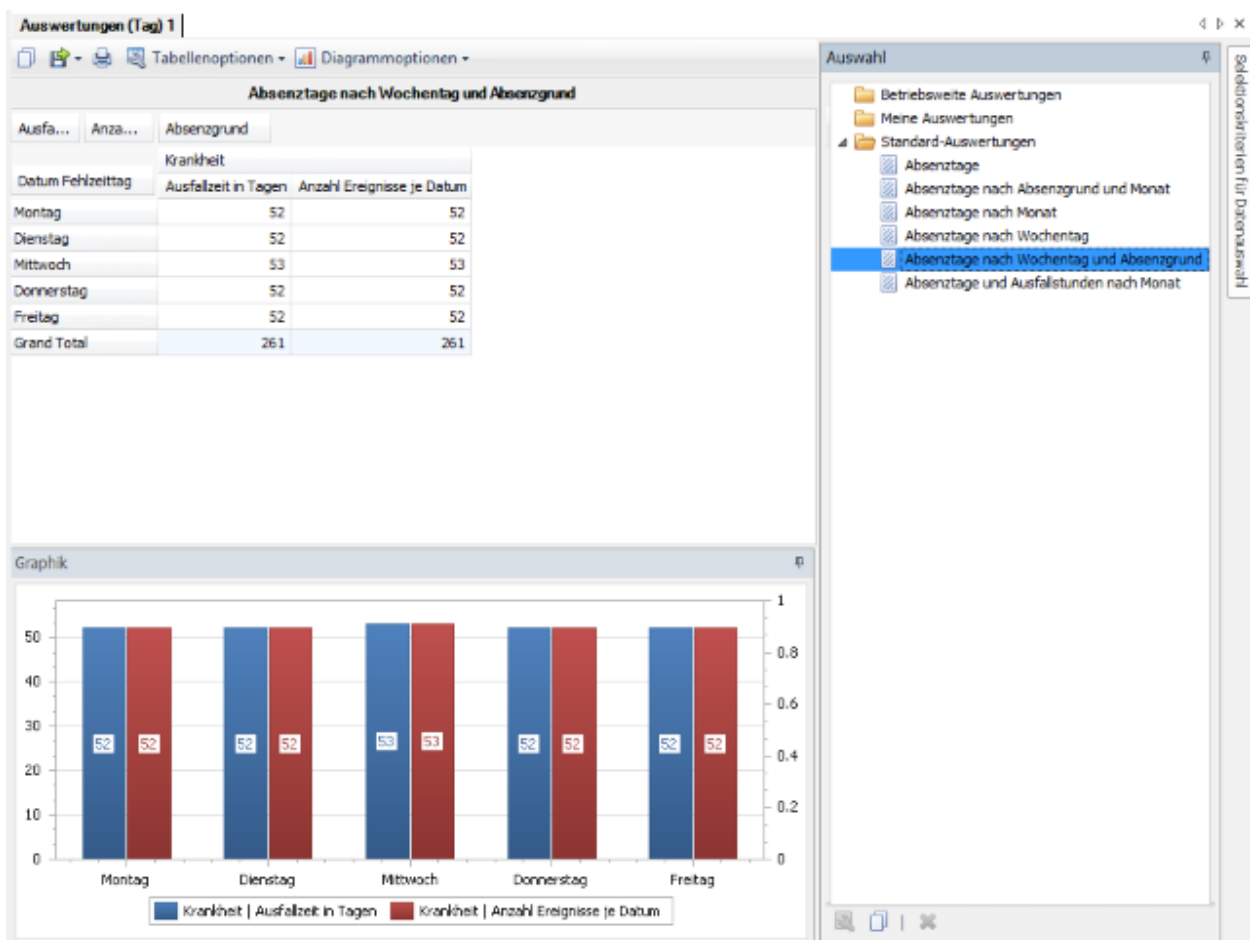 Auswertungen (Tag) 1
Tabellenoptionen Diagrammoptionen
Absenztage nach Wochentag und Absenzgrund
Ausfa... Anza... Absenzgrund
Krankheit
Datum Fehlzeittag Ausfallzeit in Tagen Anzahl Ereignisse je Datum
Montag 52 52
Dienstag 52 52
Mittwoch 53 53
Donnerstag 52 52
Freitag 52 52
Grand Total 261 261
Graphik
50
40
30
20
10
0
1
0.8
0.6
0.4
0.2
0
52 52 52 52 53 53 52 52 52 52
Montag Dienstag Mittwoch Donnerstag Freitag
Krankheit | Ausfallzeit in Tagen Krankheit | Anzahl Ereignisse je Datum
Auswahl
Betriebsweite Auswertungen
Meine Auswertungen
Standard-Auswertungen
Absenztage
Absenztage nach Absenzgrund und Monat
Absenztage nach Monat
Absenztage nach Wochentag
Absenztage nach Wochentag und Absenzgrund
Absenztage und Ausfallstunden nach Monat
Selektionskriterien für Datenauswahl